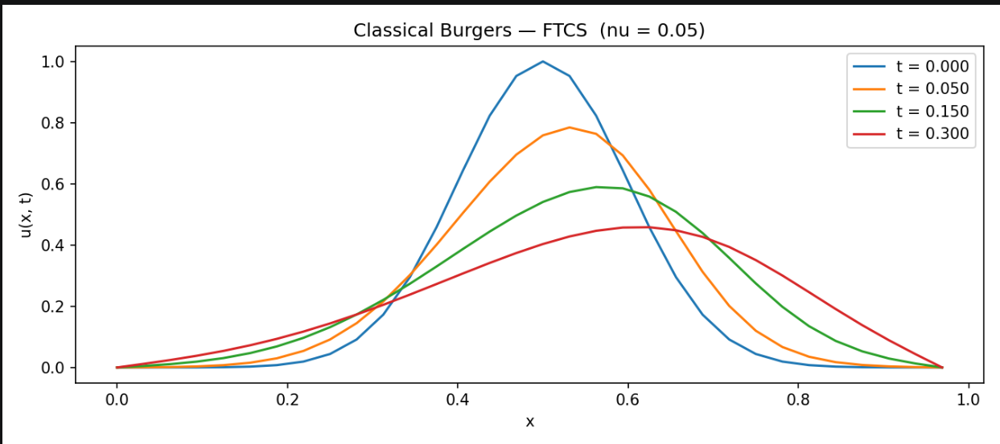 Classical Burgers — FTCS (nu = 0.05)
t = 0.000
t = 0.050
t = 0.150
t = 0.300
u(x, t)
1.0
0.8
0.6
0.4
0.2
0.0
0.0 0.2 0.4 0.6 0.8 1.0
x